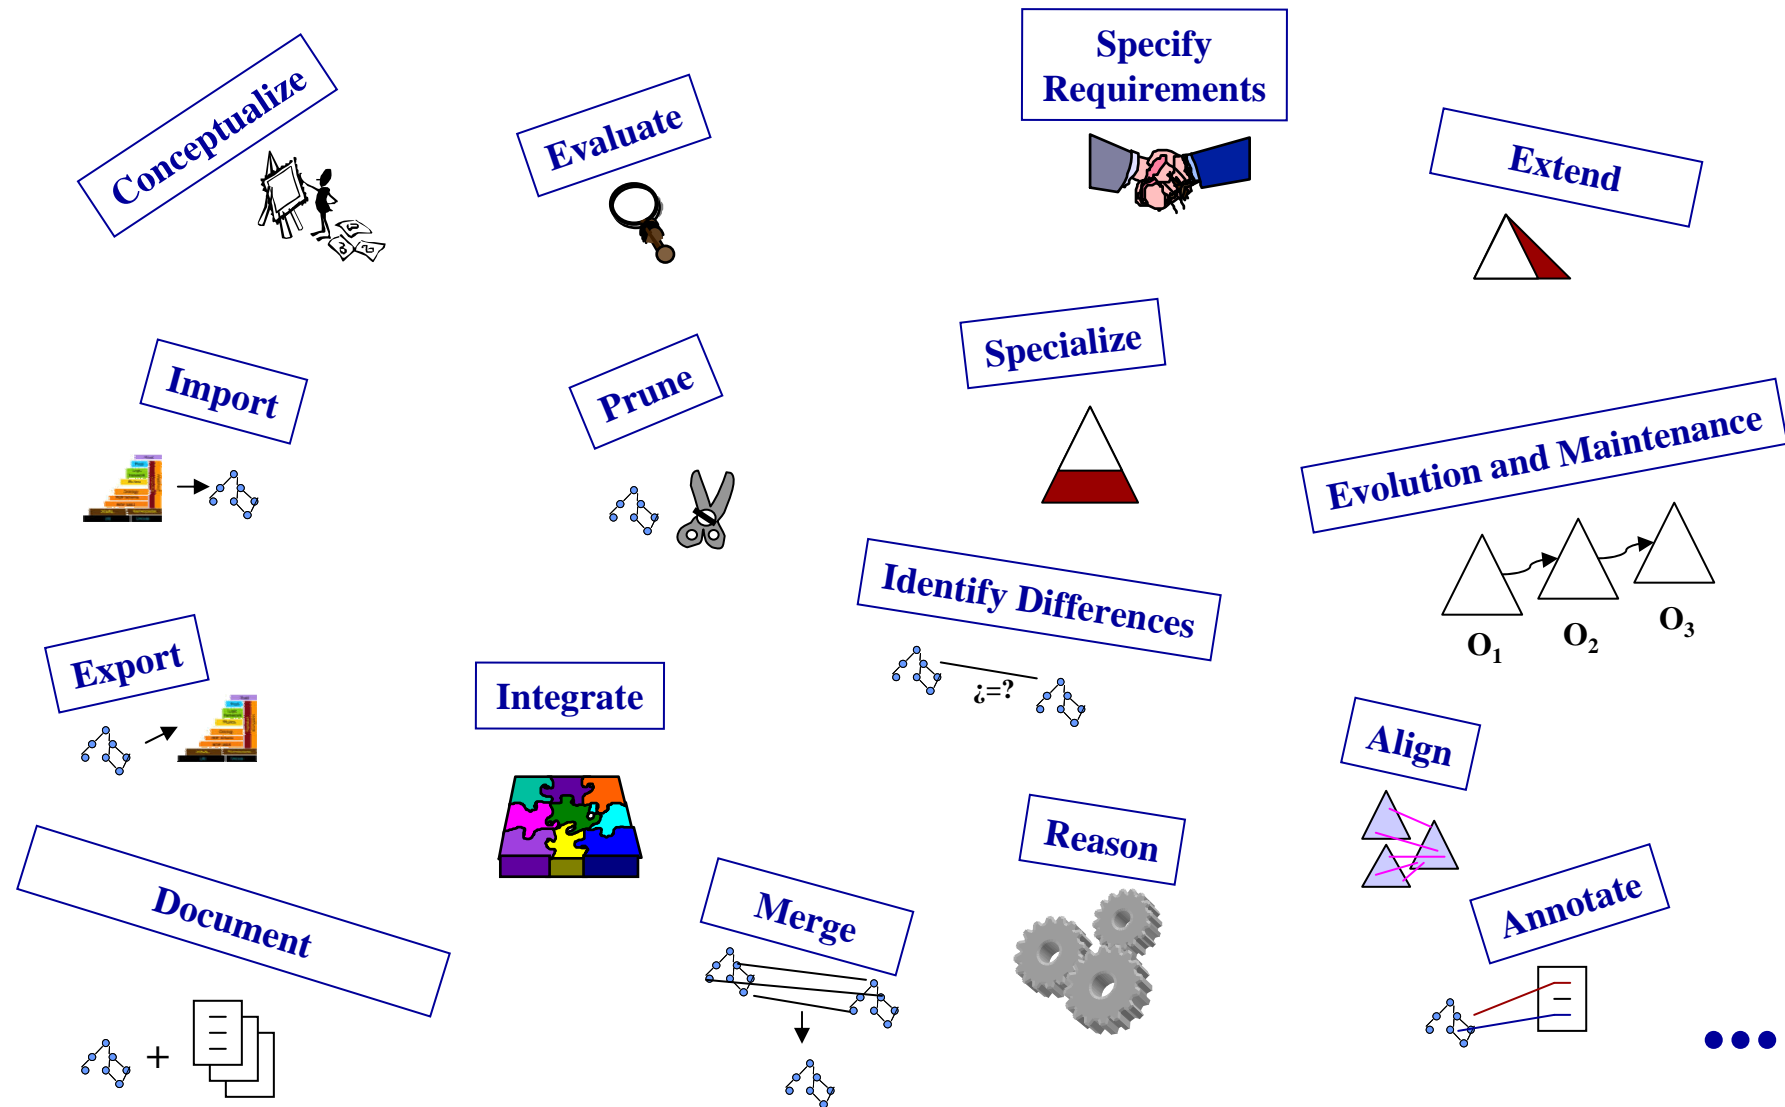 Specify
Requirements
Conceptualize
Evaluate
Extend
Specialize
Import
Prune
Evolution and Maintenance
Identify Differences
O1
O2
O3
¿=?
Export
Integrate
Align
Reason
Document
Merge
Annotate
+
•••